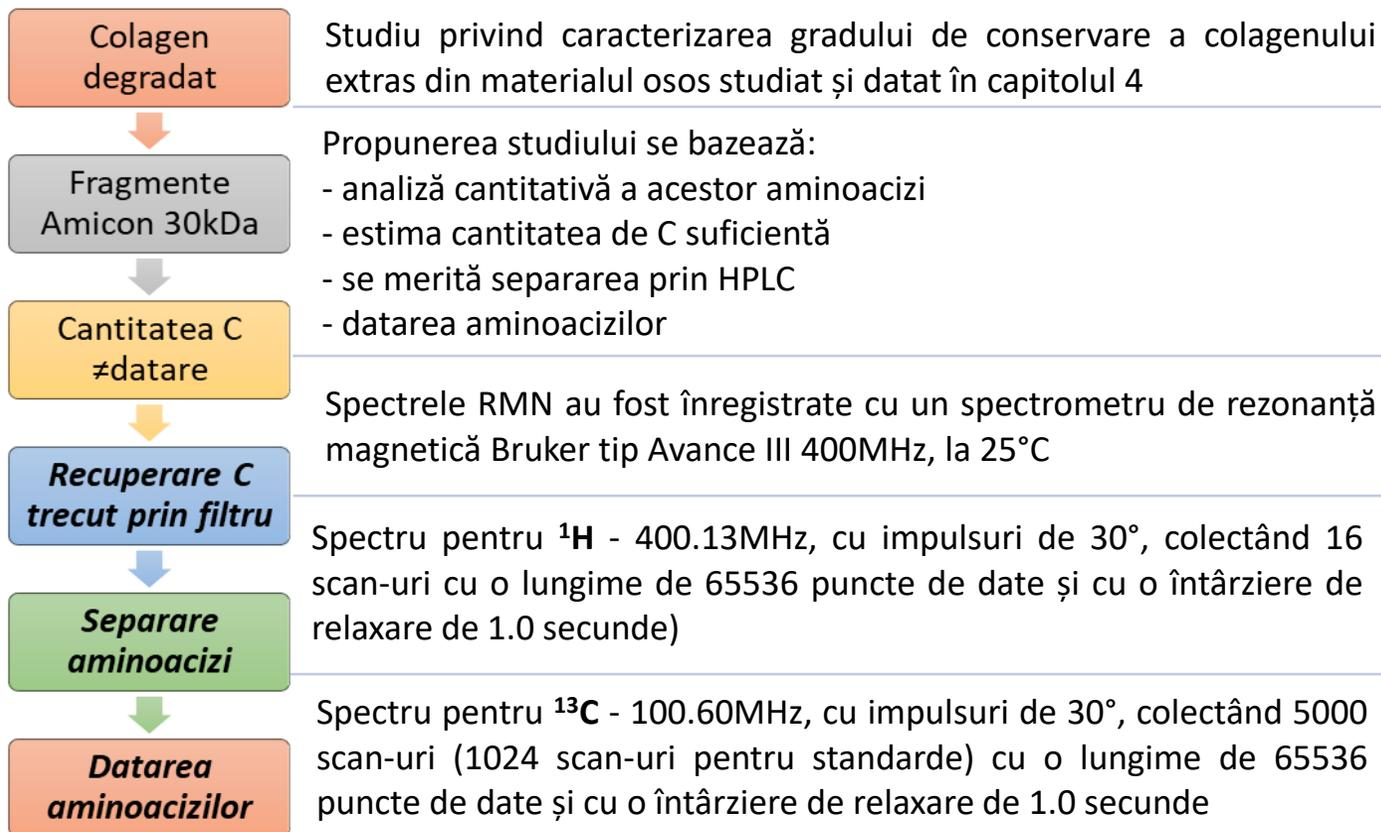 Colagen
degradat
Studiu privind caracterizarea gradului de conservare a colagenului
extras din materialul osos studiat și datat în capitolul 4
Fragmente
Amicon 30kDa
Propunerea studiului se bazează:
- analiză cantitativă a acestor aminoacizi
- estima cantitatea de C suficientă
- se merită separarea prin HPLC
- datarea aminoacizilor
Cantitatea C
≠datare
Spectrele RMN au fost înregistrate cu un spectrometru de rezonanță
magnetică Bruker tip Avance III 400MHz, la 25°C
Recuperare C
trecut prin filtru
Spectru pentru ¹H - 400.13MHz, cu impulsuri de 30°, colectând 16
scan-uri cu o lungime de 65536 puncte de date și cu o întârziere de
relaxare de 1.0 secunde)
Separare
aminoacizi
Spectru pentru ¹³C - 100.60MHz, cu impulsuri de 30°, colectând 5000
scan-uri (1024 scan-uri pentru standarde) cu o lungime de 65536
puncte de date și cu o întârziere de relaxare de 1.0 secunde
Datarea
aminoacizilor